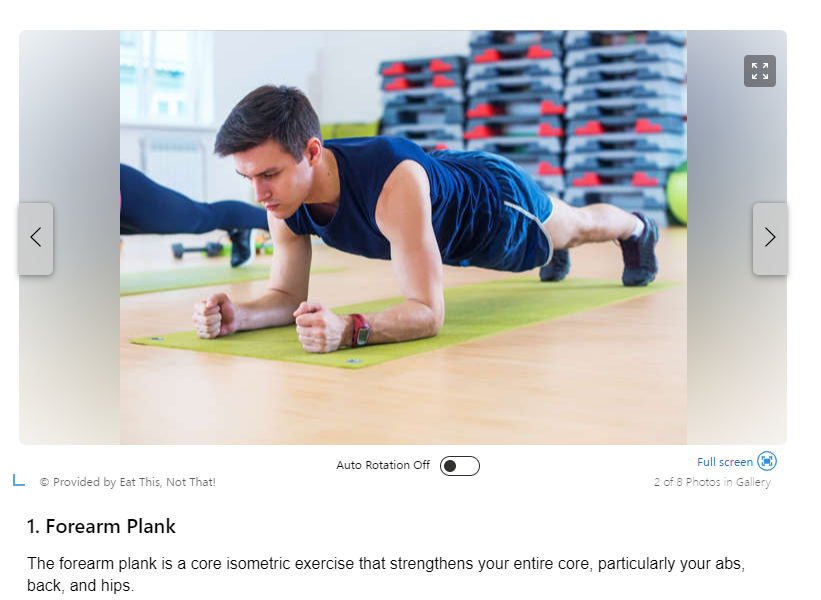 Auto Rotation Off
Full screen
© Provided by Eat This, Not That!
2 of 8 Photos in Gallery
1. Forearm Plank
The forearm plank is a core isometric exercise that strengthens your entire core, particularly your abs,
back, and hips.